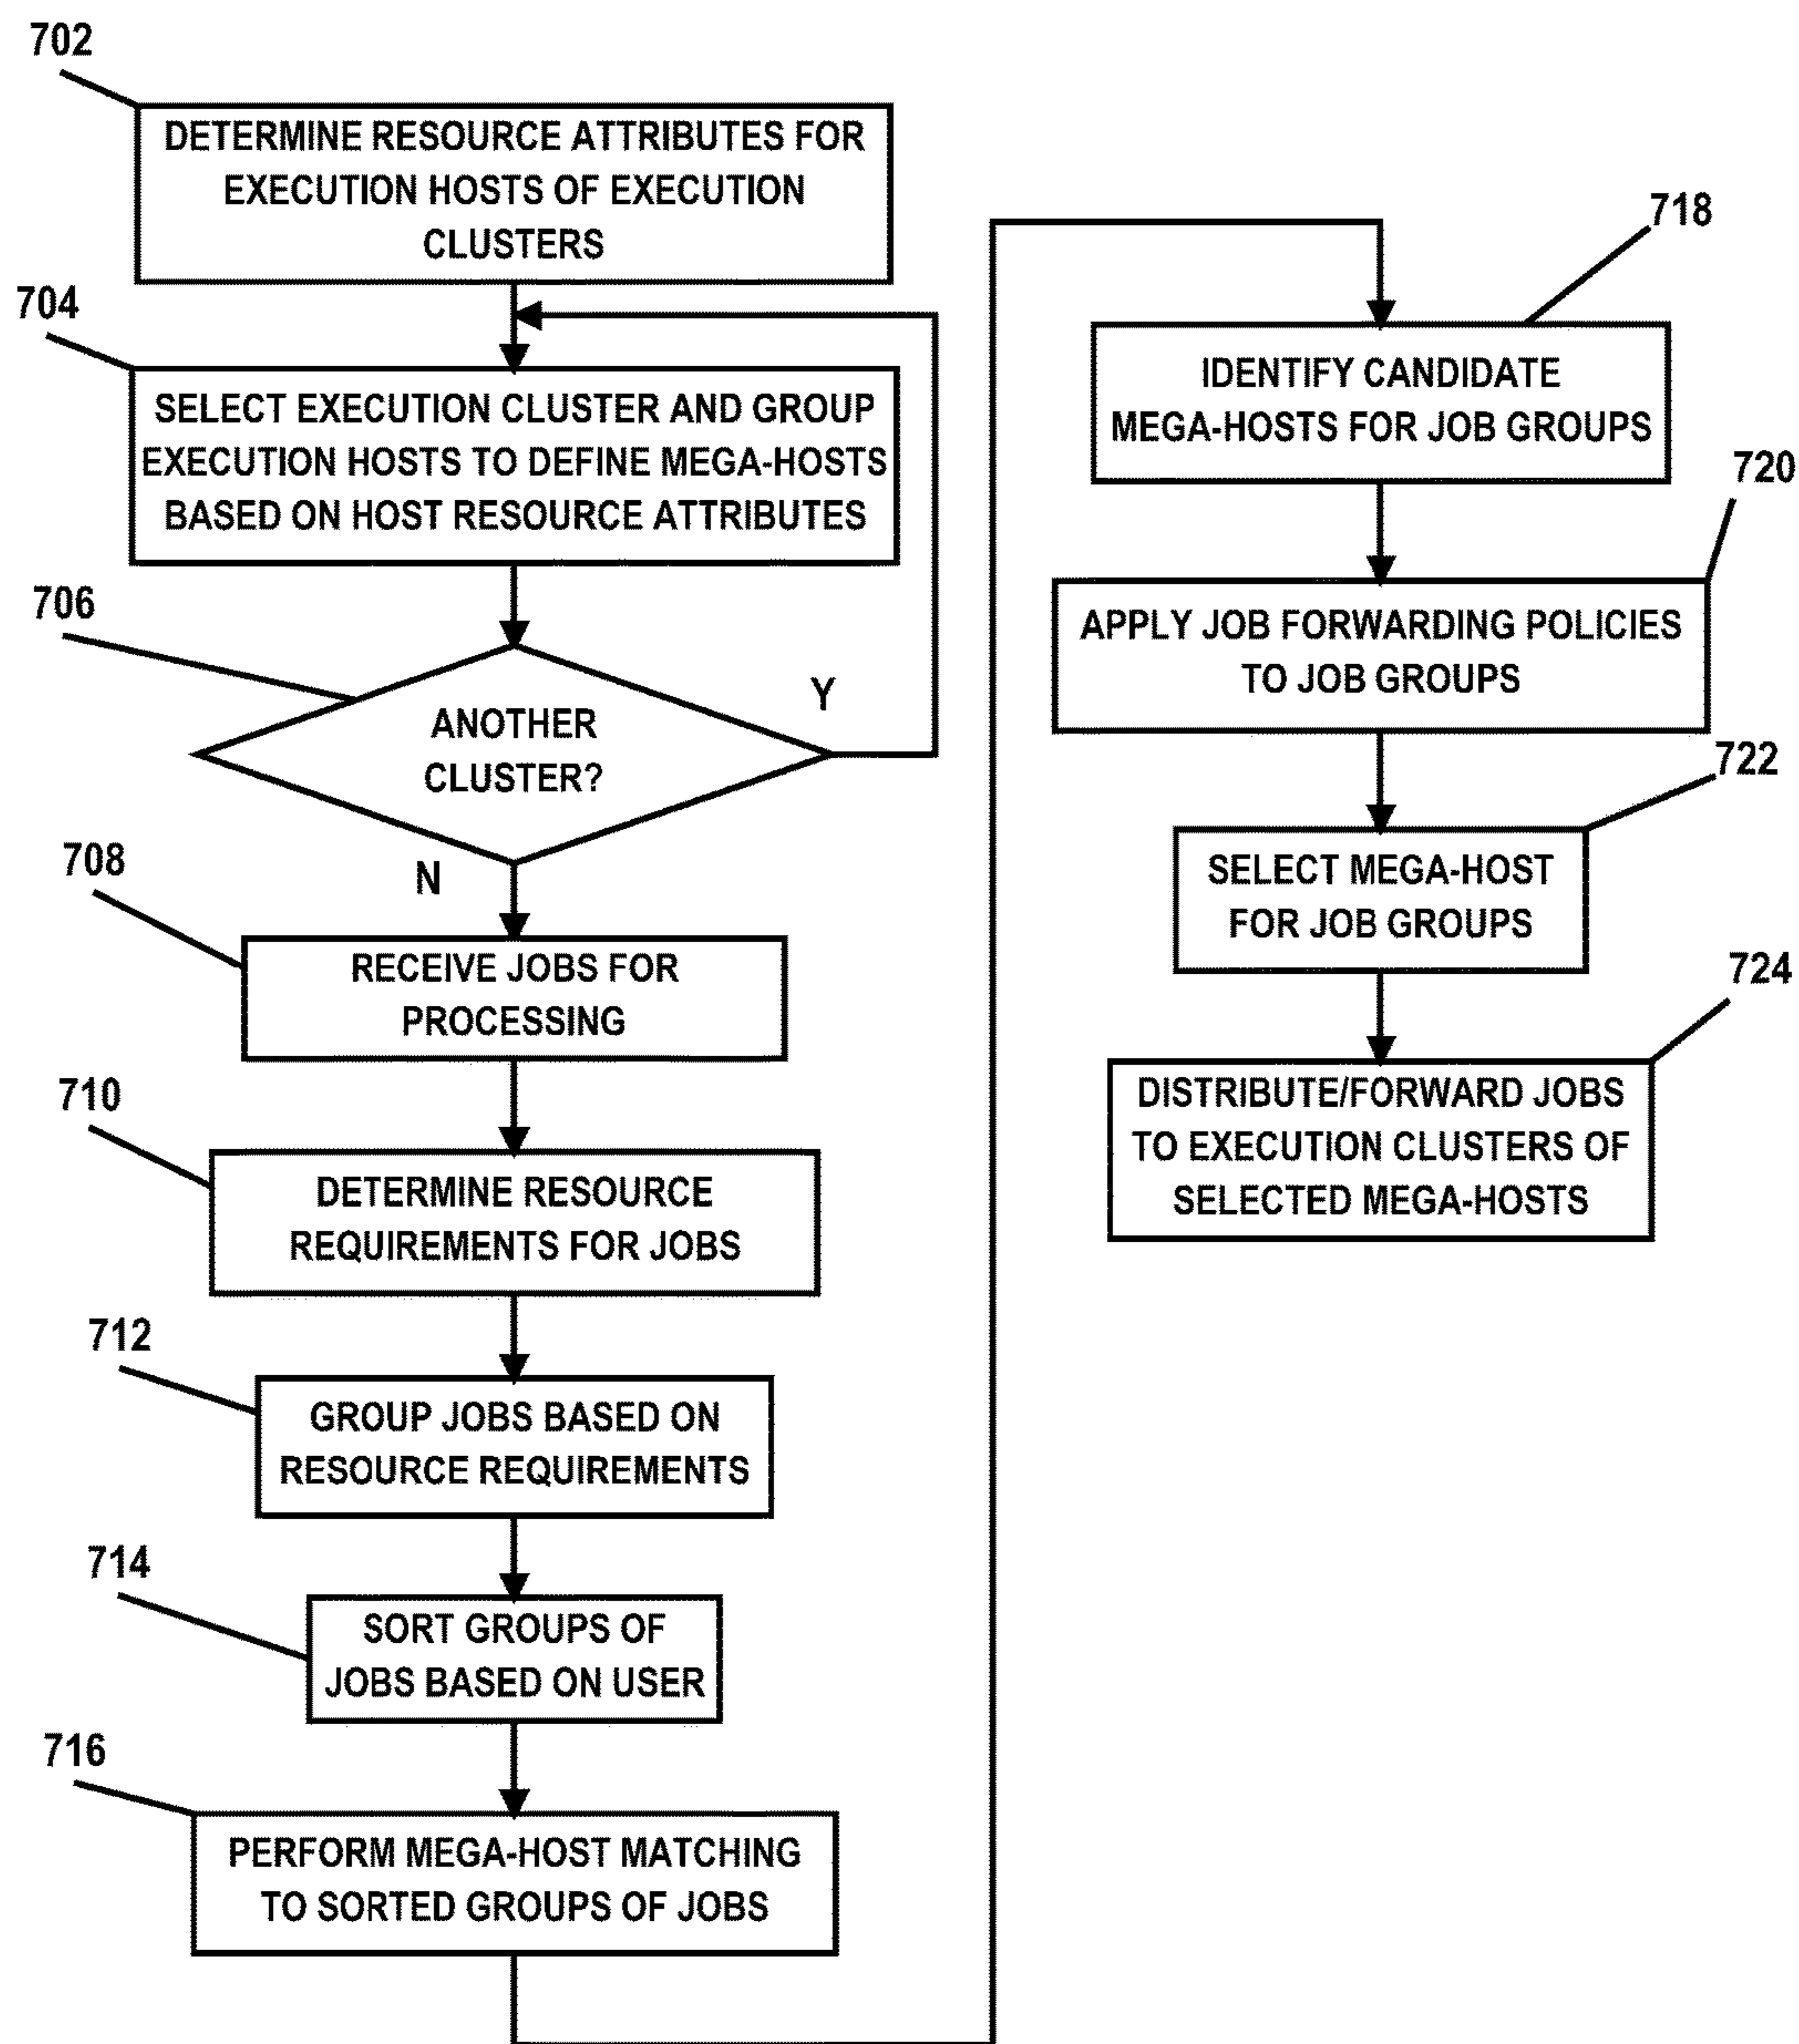 702
DETERMINE RESOURCE ATTRIBUTES FOR
EXECUTION HOSTS OF EXECUTION
CLUSTERS
704
SELECT EXECUTION CLUSTER AND GROUP
EXECUTION HOSTS TO DEFINE MEGA-HOSTS
BASED ON HOST RESOURCE ATTRIBUTES
706
ANOTHER
CLUSTER?
Y
N
708
RECEIVE JOBS FOR
PROCESSING
710
DETERMINE RESOURCE
REQUIREMENTS FOR JOBS
712
GROUP JOBS BASED ON
RESOURCE REQUIREMENTS
714
SORT GROUPS OF
JOBS BASED ON USER
716
PERFORM MEGA-HOST MATCHING
TO SORTED GROUPS OF JOBS
718
IDENTIFY CANDIDATE
MEGA-HOSTS FOR JOB GROUPS
720
APPLY JOB FORWARDING POLICIES
TO JOB GROUPS
722
SELECT MEGA-HOST
FOR JOB GROUPS
724
DISTRIBUTE/FORWARD JOBS
TO EXECUTION CLUSTERS OF
SELECTED MEGA-HOSTS